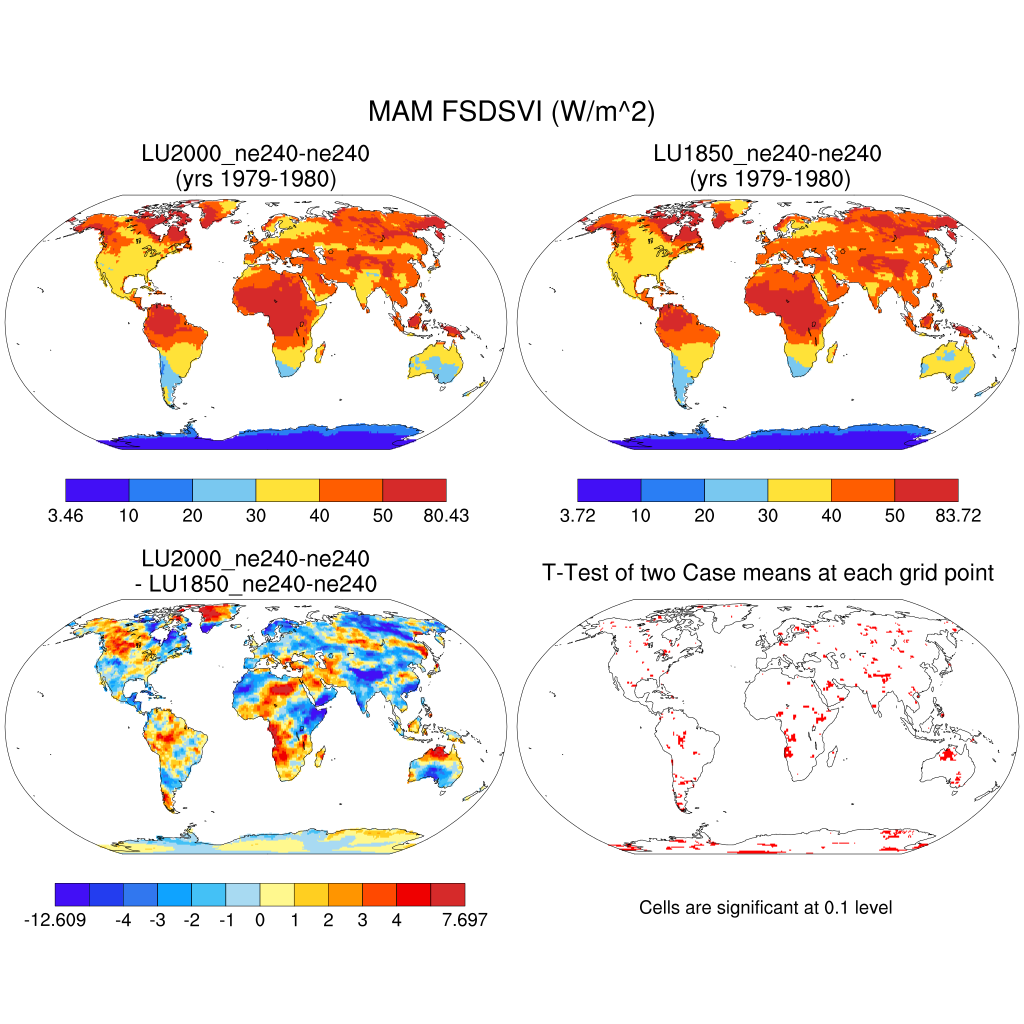 MAM FSDSVI (W/m^2)
LU2000_ne240-ne240
(yrs 1979-1980)
LU1850_ne240-ne240
(yrs 1979-1980)
3.46 10 20 30 40 50 80.43
3.72 10 20 30 40 50 83.72
LU2000_ne240-ne240
- LU1850_ne240-ne240
T-Test of two Case means at each grid point
-12.609 -4 -3 -2 -1 0 1 2 3 4 7.697
Cells are significant at 0.1 level